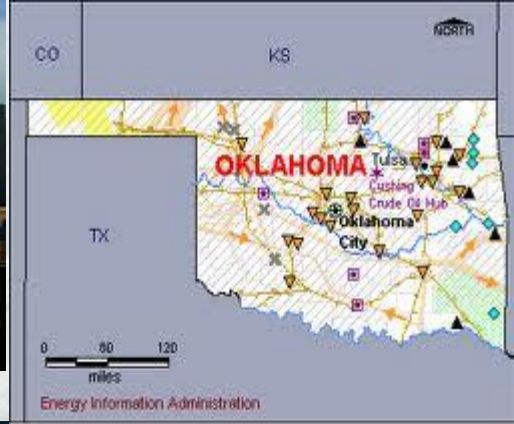 NORTH
CO
KS
OKLAHOMA
Tulsa
Cushing
Crude Oil Hub
Oklahoma
City
TX
0 60 120
miles
Energy Information Administration